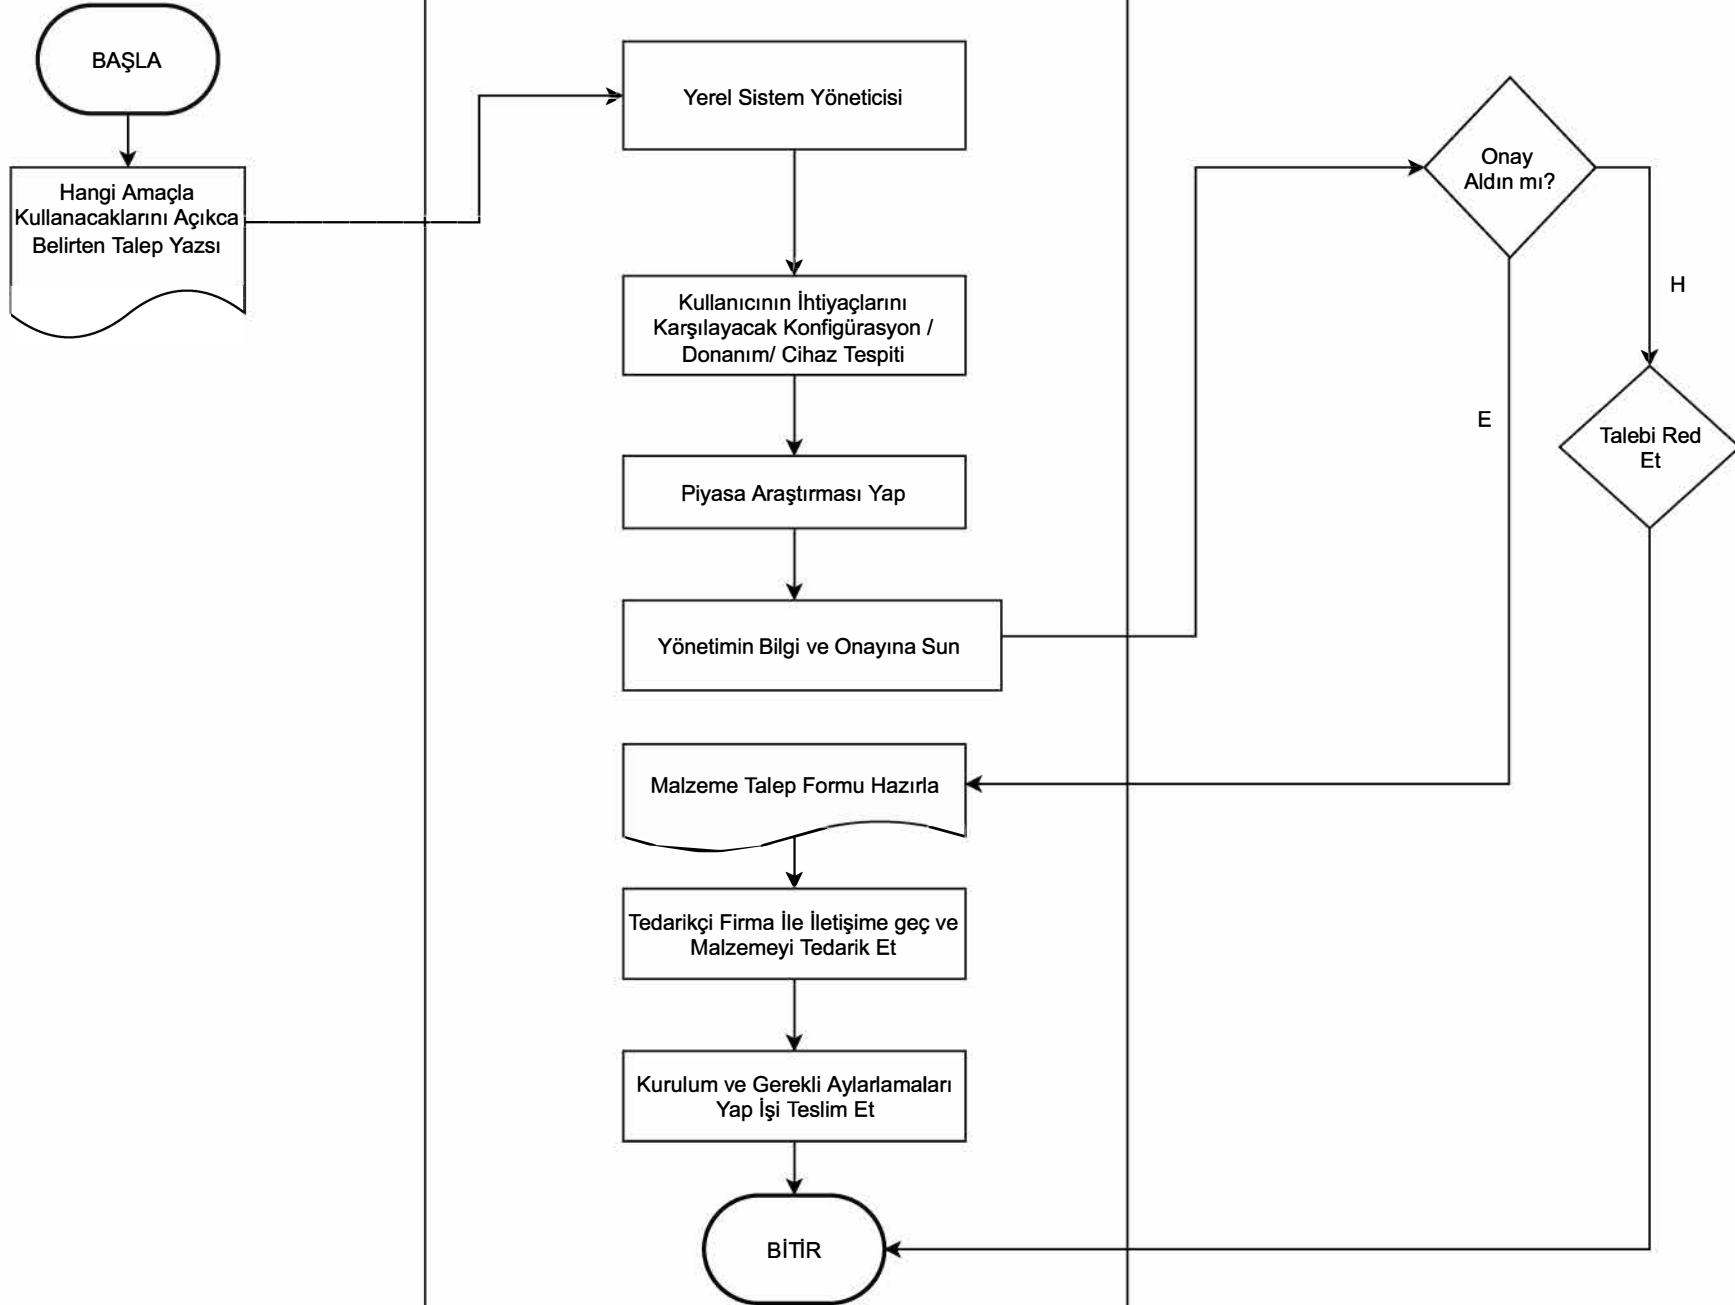 BAŞLA
Hangi Amaçla
Kullanacaklarını Açıkca
Belirten Talep Yazsı
Yerel Sistem Yöneticisi
Kullanıcının İhtiyaçlarını
Karşılayacak Konfigürasyon /
Donanım/ Cihaz Tespiti
Piyasa Araştırması Yap
Yönetimin Bilgi ve Onayına Sun
Onay
Aldın mı?
H
E
Talebi Red
Et
Malzeme Talep Formu Hazırla
Tedarikçi Firma İle İletişime geç ve
Malzemeyi Tedarik Et
Kurulum ve Gerekli Aylarlamaları
Yap İşi Teslim Et
BİTİR